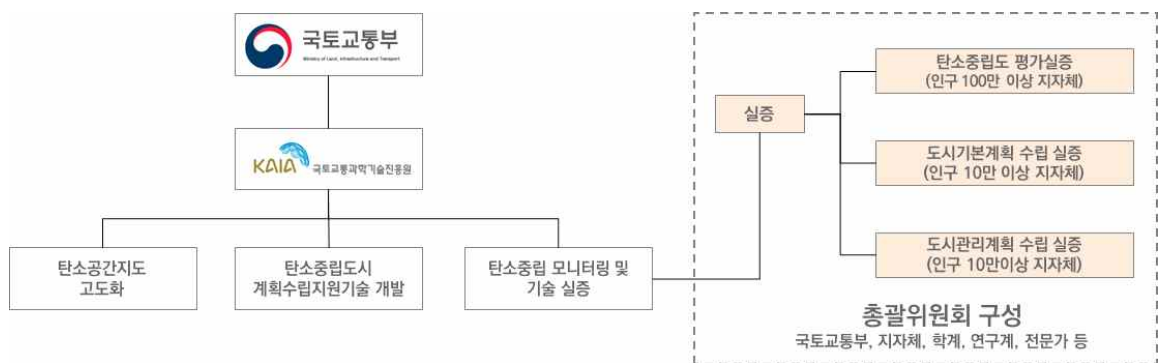 국토교통부
Ministry of Land, Infrastructure and Transport
KAIA 국토교통과학기술진흥원
탄소공간지도
고도화
탄소중립도시
계획수립지원기술 개발
탄소중립 모니터링 및
기술 실증
실증
탄소중립도 평가실증
(인구 100만 이상 지자체)
도시기본계획 수립 실증
(인구 10만 이상 지자체)
도시관리계획 수립 실증
(인구 10만이상 지자체)
총괄위원회 구성
국토교통부, 지자체, 학계, 연구계, 전문가 등